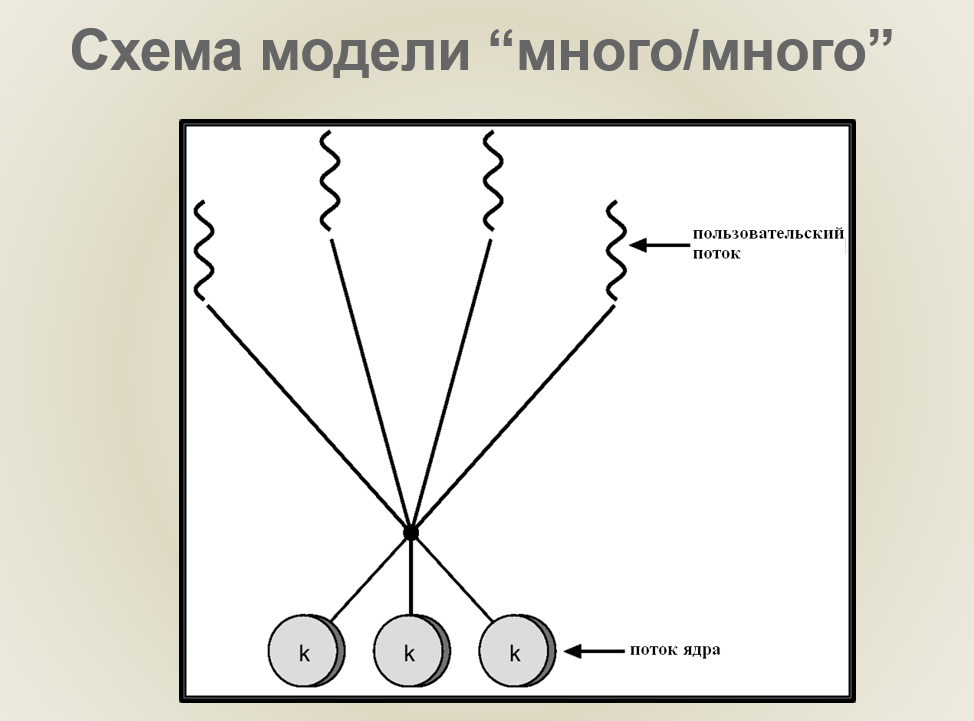 Схема модели “много/много”
пользовательский
поток
k k k
поток ядра